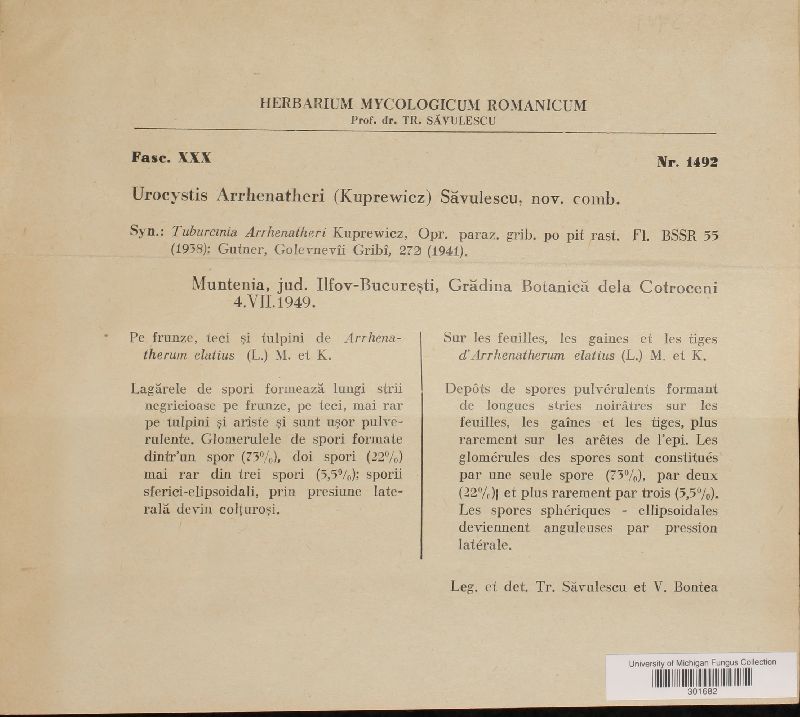 HERBARIUM MYCOLOGICUM ROMANICUM
Prof. dr. TR. SĂVULESCU
Fasc. XXX
Nr. 1492
Urocystis Arrhenatheri (Kuprewicz) Săvulescu, nov. comb.
Syn.: Tuburcinia Arrhenatheri Kuprewicz, Opr. paraz. grib. po pit rast. Fl. BSSR 55
(1938); Gutner, Golevnevîi Gribî, 272 (1941).
Muntenia, jud. Ilfov-București, Grădina Botanică dela Cotroceni
4.VII.1949.
Pe frunze, teci și tulpini de Arrhena-
therum elatius (L.) M. et K.
Lagărele de spori formează lungi strii
negricioase pe frunze, pe teci, mai rar
pe tulpini și ariste și sunt ușor pulve-
rulente. Glomerulele de spori formate
dintr'un spor (73%), doi spori (22%)
mai rar din trei spori (5,5%); sporii
sferici-elipsoidali, prin presiune late-
rală devin colțuroși.
Sur les feuilles, les gaines et les tiges
d'Arrhenatherum elatius (L.) M. et K.
Depôts de spores pulvérulents formant
de longues stries noirâtres sur les
feuilles, les gaînes et les tiges, plus
rarement sur les arêtes de l'epi. Les
glomérules des spores sont constitués
par une seule spore (73%), par deux
(22%)| et plus rarement par trois (5,5%).
Les spores sphériques - ellipsoidales
deviennent anguleuses par pression
latérale.
Leg. et det. Tr. Săvulescu et V. Bontea
University of Michigan Fungus Collection
301682